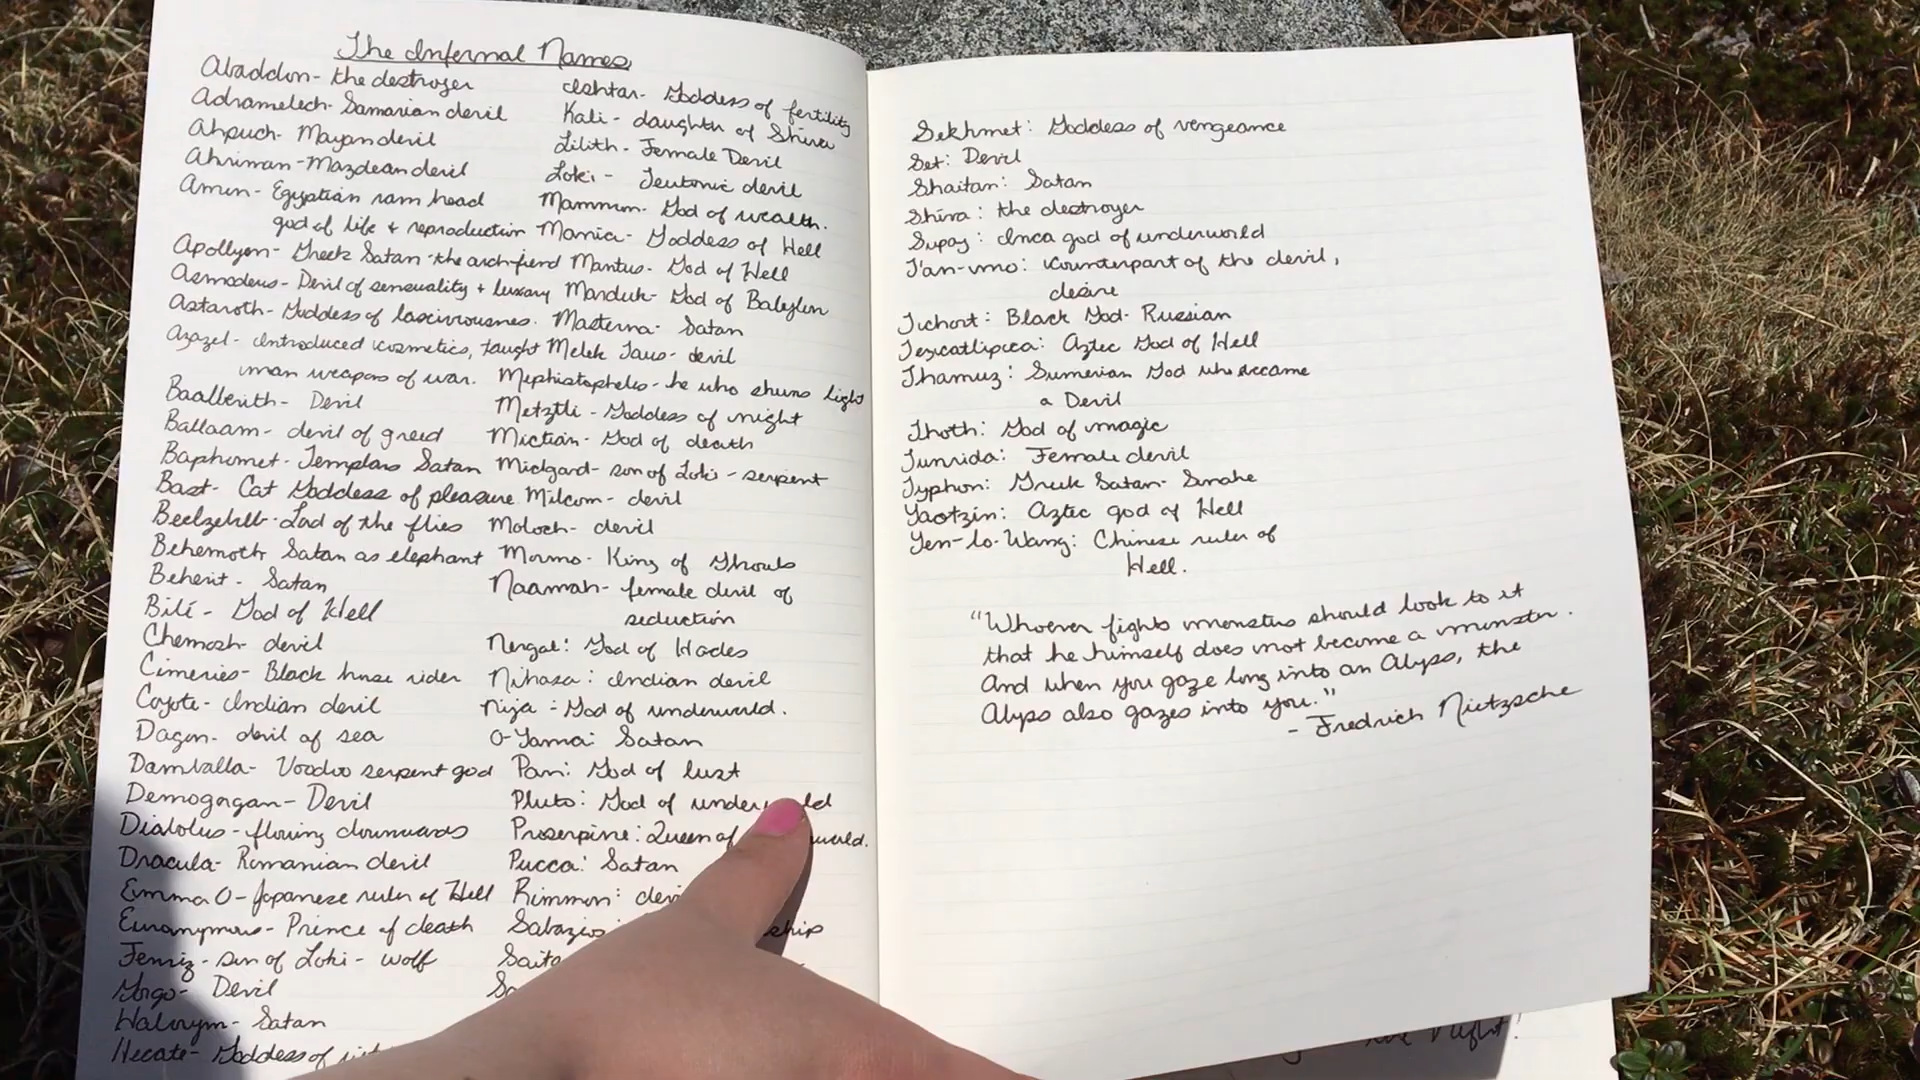 The Infernal Names
Abaddon- the destroyer
Adramelech- Samarian devil
Ahpuch- Mayan devil
Ahriman- Mazdean devil
Amon- Egyptian ram head
god of life + reproduction
Apollyon- Greek Satan- the arch-fiend
Asmodeus- Devil of sensuality + luxury
Astaroth- Goddess of lasciviousnes.
Azazel- Introduced cosmetics, taught
man weapons of war.
Baalberith- Devil
Ballaam- devil of greed
Baphomet- Templars Satan
Bast- Cat Goddess of pleasure
Beelzebub- Lord of the flies
Behemoth Satan as elephant
Beherit- Satan
Bilé- God of Hell
Chemosh- devil
Cimeries- Black horse rider
Coyote- Indian devil
Dagon- devil of sea
Damballa- Voodoo serpent god
Demogorgan- Devil
Diabolus- flowing downwards
Dracula- Romanian devil
Emma O- Japanese ruler of Hell
Euronymous- Prince of death
Fenriz- son of Loki- wolf
Gorgo- Devil
Haborym- Satan
Hecate- Goddess of
Ishtar- Goddess of fertility
Kali- daughter of Shiva
Lilith- Female Devil
Loki- Teutonic devil
Mammon- God of wealth.
Mania- Goddess of Hell
Mantus- God of Hell
Marduk- God of Babylon
Mastema- Satan
Melek Taus- devil
Mephistopheles- he who shuns light
Metztli- Goddess of night
Mictian- God of death
Midgard- son of Loki- serpent
Milcom- devil
Moloch- devil
Mormo- King of Ghouls
Naamah- female devil of
seduction
Nergal: God of Hades
Nihasa: Indian devil
Nija: God of underworld.
O-Yama: Satan
Pan: God of lust
Pluto: God of
Proserpine: Queen of
Pucca: Satan
Rimmon:
Sabazios
Sekhmet: Goddess of vengeance
Set: Devil
Shaitan: Satan
Shiva: the destroyer
Supay: Inca god of underworld
T'an-mo: counterpart of the devil,
desire
Tchort: Black God- Russian
Tezcatlipoca: Aztec God of Hell
Thamuz: Sumerian God who became
a Devil
Thoth: God of magic
Tunrida: Female devil
Typhon: Greek Satan- Snake
Yaotzin: Aztec god of Hell
Yen-lo-Wang: Chinese ruler of
Hell.
"Whoever fights monsters should look to it
that he himself does not become a monster.
And when you gaze long into an Abyss, the
Abyss also gazes into you."
- Fredrich Nietzsche